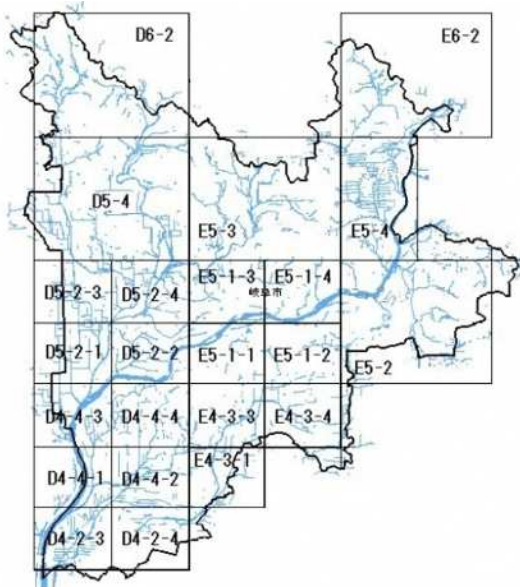 D6-2
E6-2
D5-4
E5-3
E5-4
D5-2-3
D5-2-4
E5-1-3
E5-1-4
岐阜市
D5-2-1
D5-2-2
E5-1-1
E5-1-2
E5-2
D4-4-3
D4-4-4
E4-3-3
E4-3-4
D4-4-1
D4-4-2
E4-3-1
D4-2-3
D4-2-4